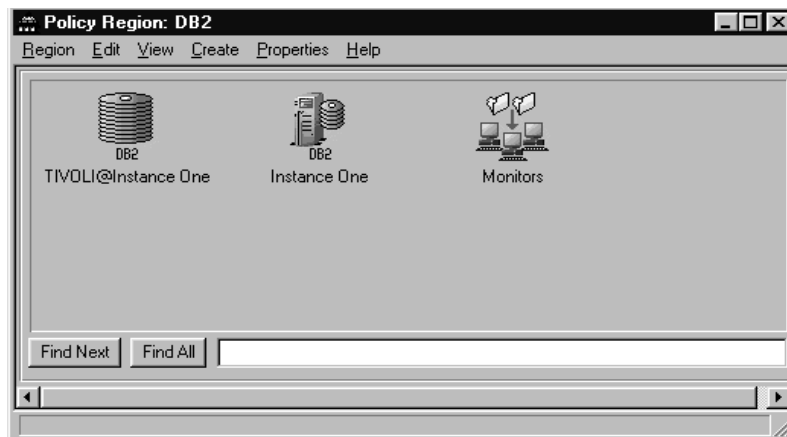 Policy Region: DB2
Region Edit View Create Properties Help
DB2 DB2
TIVOLI@Instance One Instance One Monitors
Find Next Find All